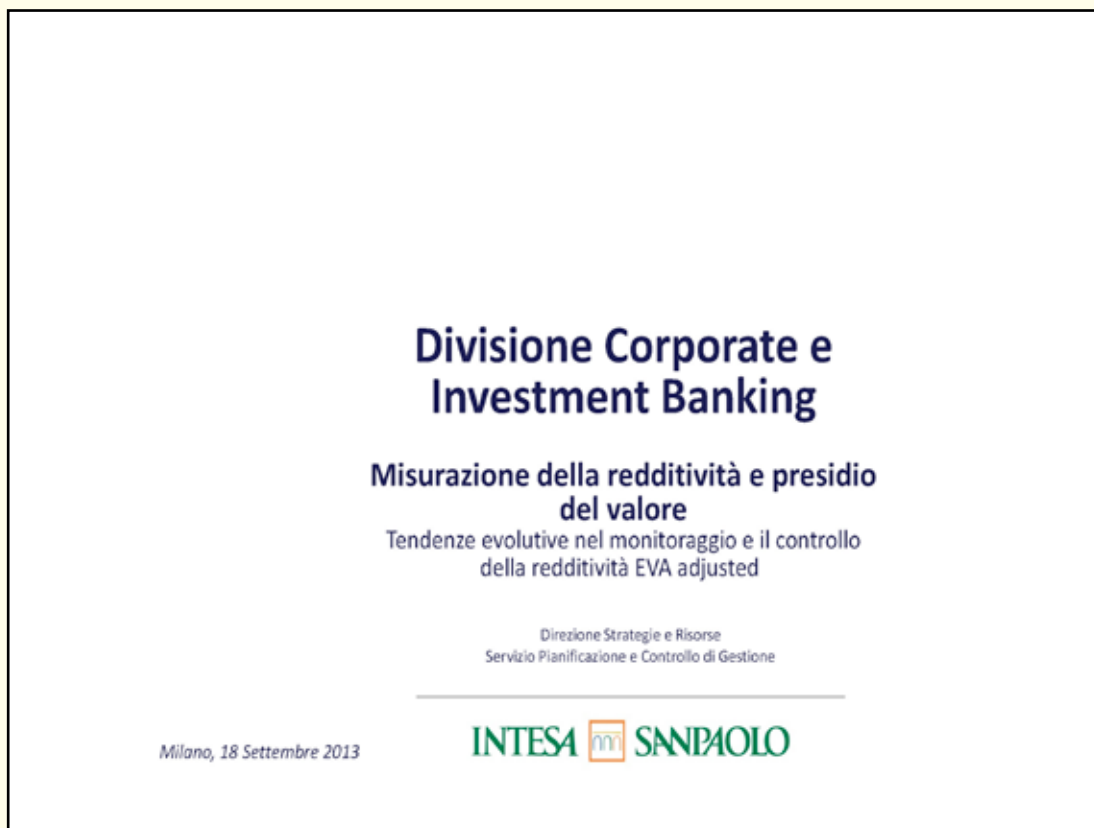 Divisione Corporate e
Investment Banking
Misurazione della redditività e presidio
del valore
Tendenze evolutive nel monitoraggio e il controllo
della redditività EVA adjusted
Direzione Strategie e Risorse
Servizio Pianificazione e Controllo di Gestione
Milano, 18 Settembre 2013
INTESA SANPAOLO